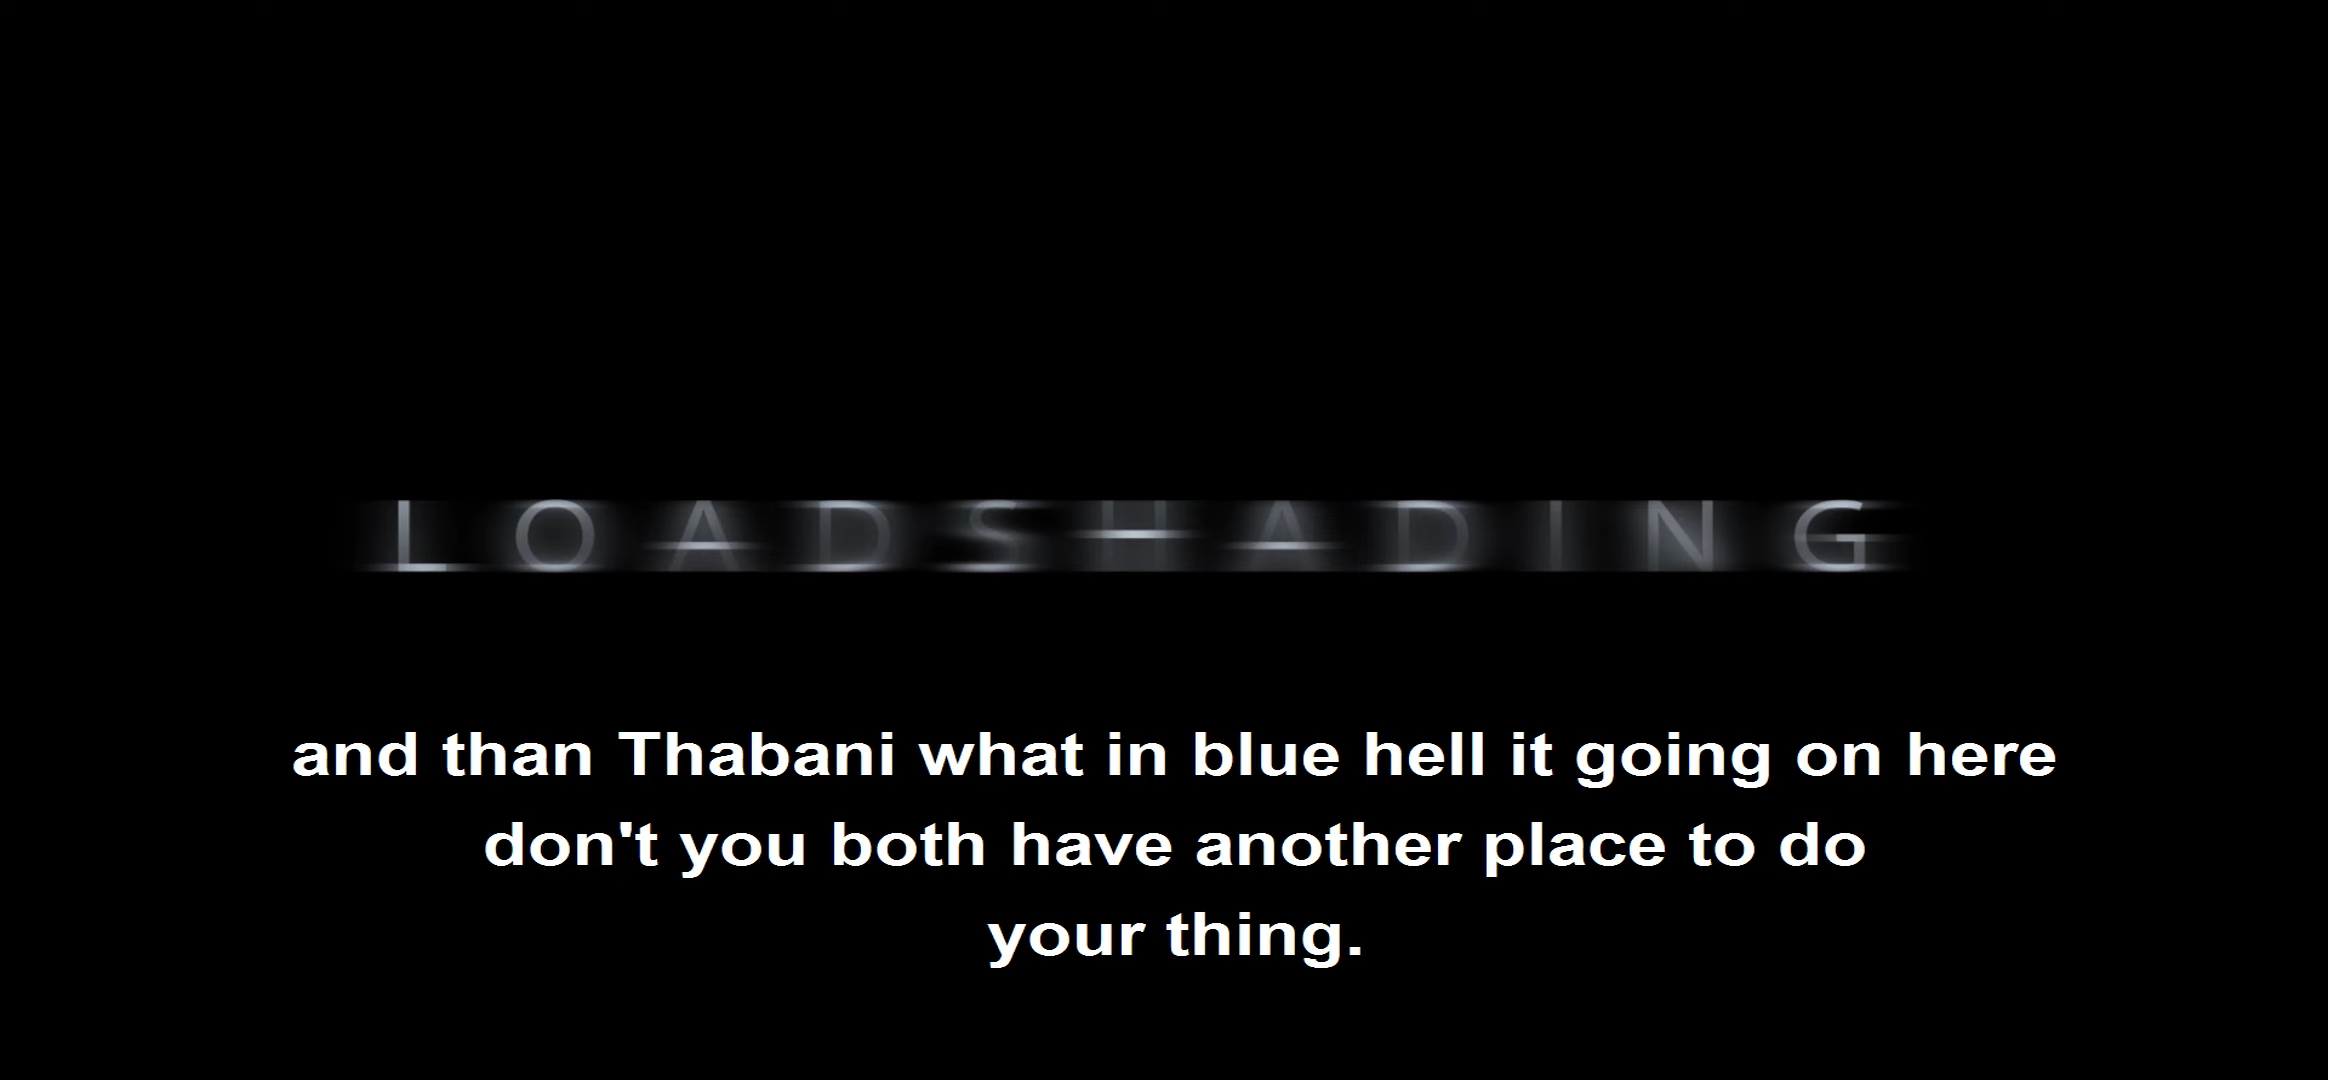 LOADSHADING
and than Thabani what in blue hell it going on here
don't you both have another place to do
your thing.